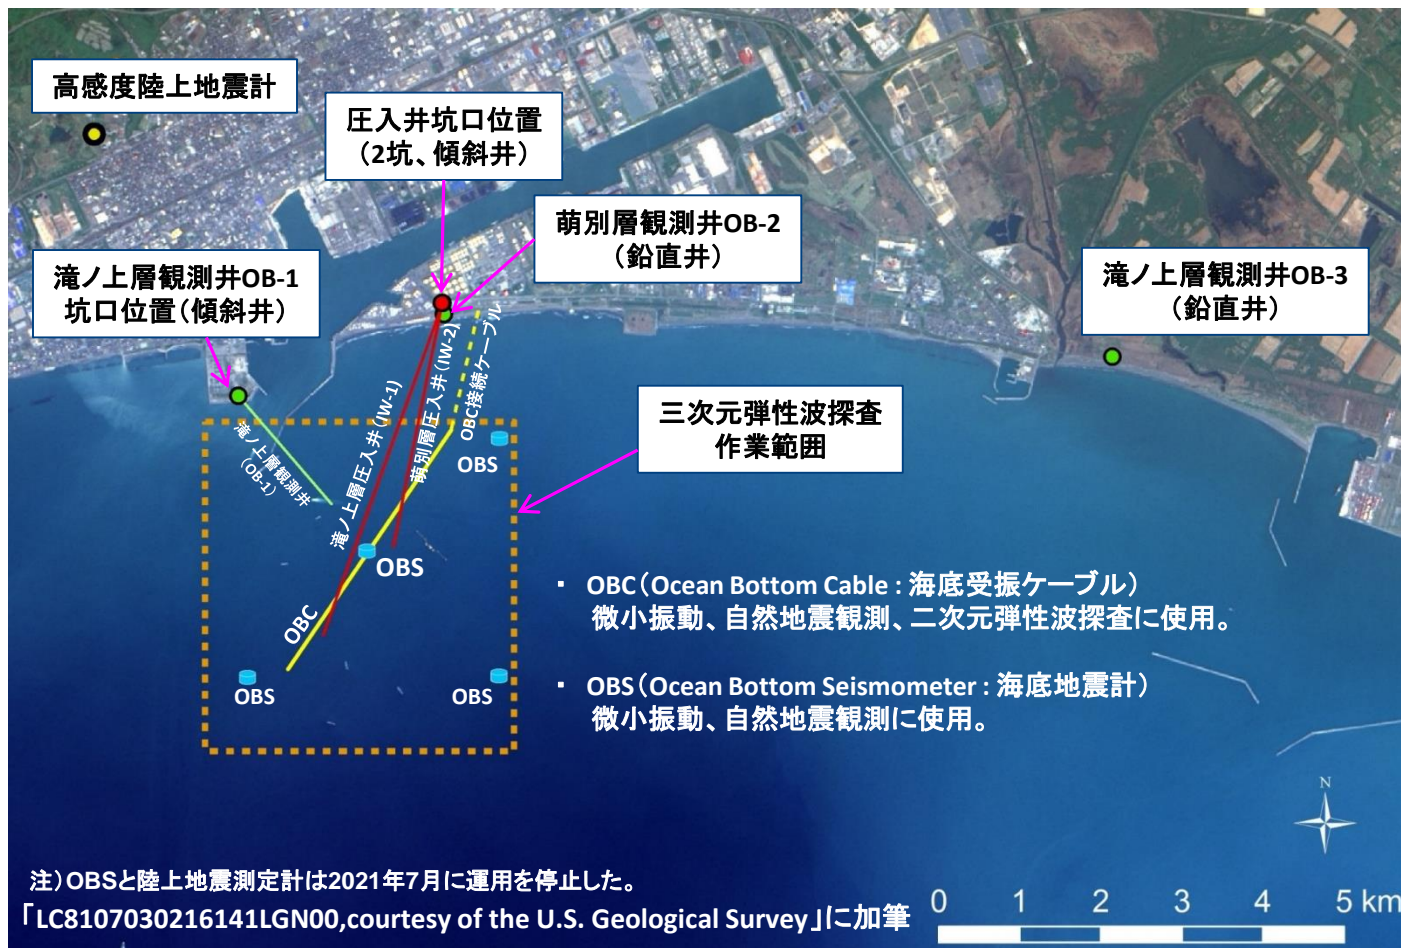 高感度陸上地震計
圧入井坑口位置
（2坑、傾斜井）
萌別層観測井OB-2
（鉛直井）
滝ノ上層観測井OB-1
坑口位置（傾斜井）
滝ノ上層観測井OB-3
（鉛直井）
三次元弾性波探査
作業範囲
滝ノ上層観測井
（OB-1）
滝ノ上層圧入井（IW-1）
萌別層圧入井（IW-2）
OBC接続ケーブル
OBS
OBS
OBC
OBS
OBS
・ OBC（Ocean Bottom Cable : 海底受振ケーブル）
微小振動、自然地震観測、二次元弾性波探査に使用。
・ OBS（Ocean Bottom Seismometer : 海底地震計）
微小振動、自然地震観測に使用。
N
注）OBSと陸上地震測定計は2021年7月に運用を停止した。
「LC8107030216141LGN00,courtesy of the U.S. Geological Survey」に加筆
0 1 2 3 4 5 km